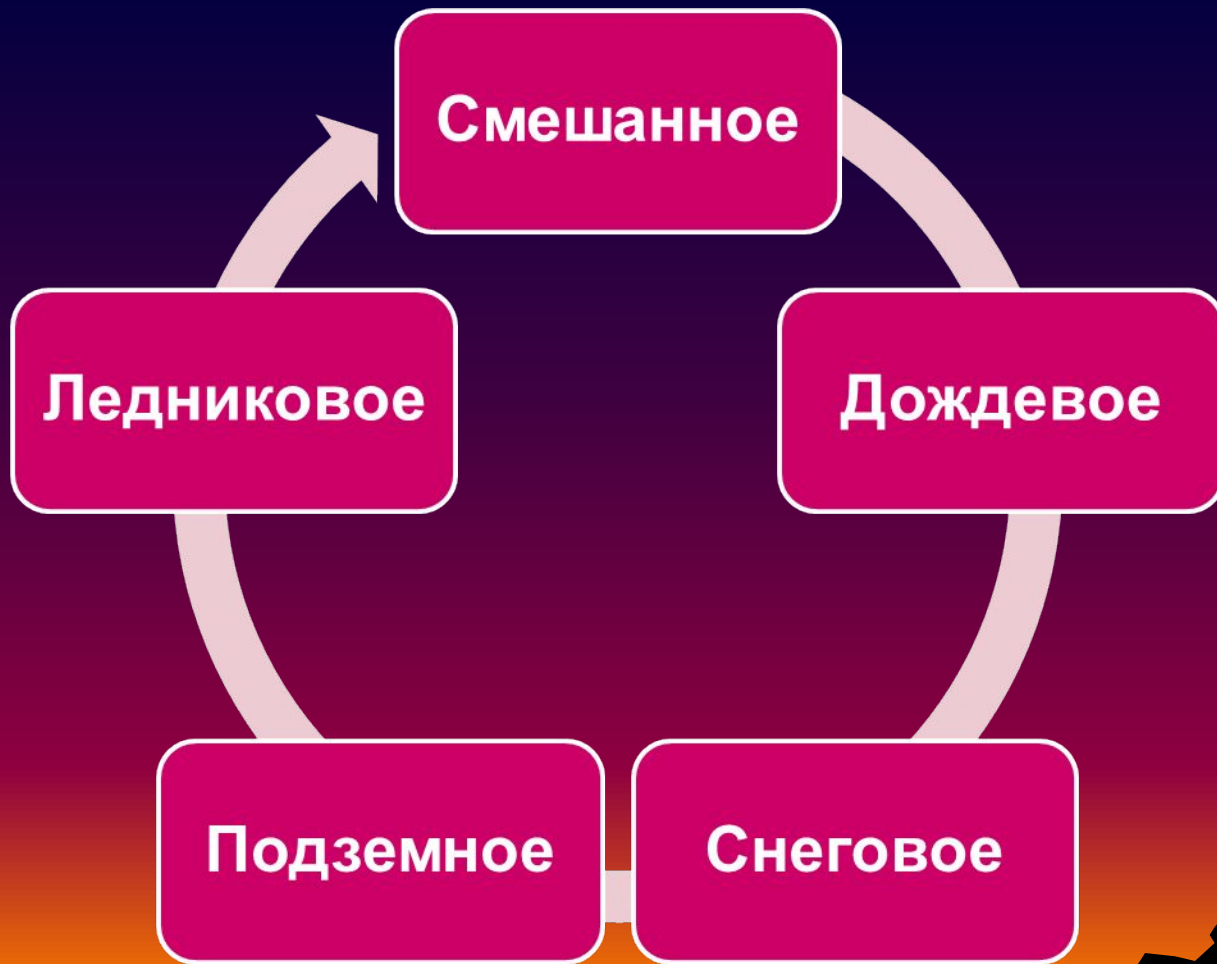 Смешанное
Дождевое
Снеговое
Подземное
Ледниковое